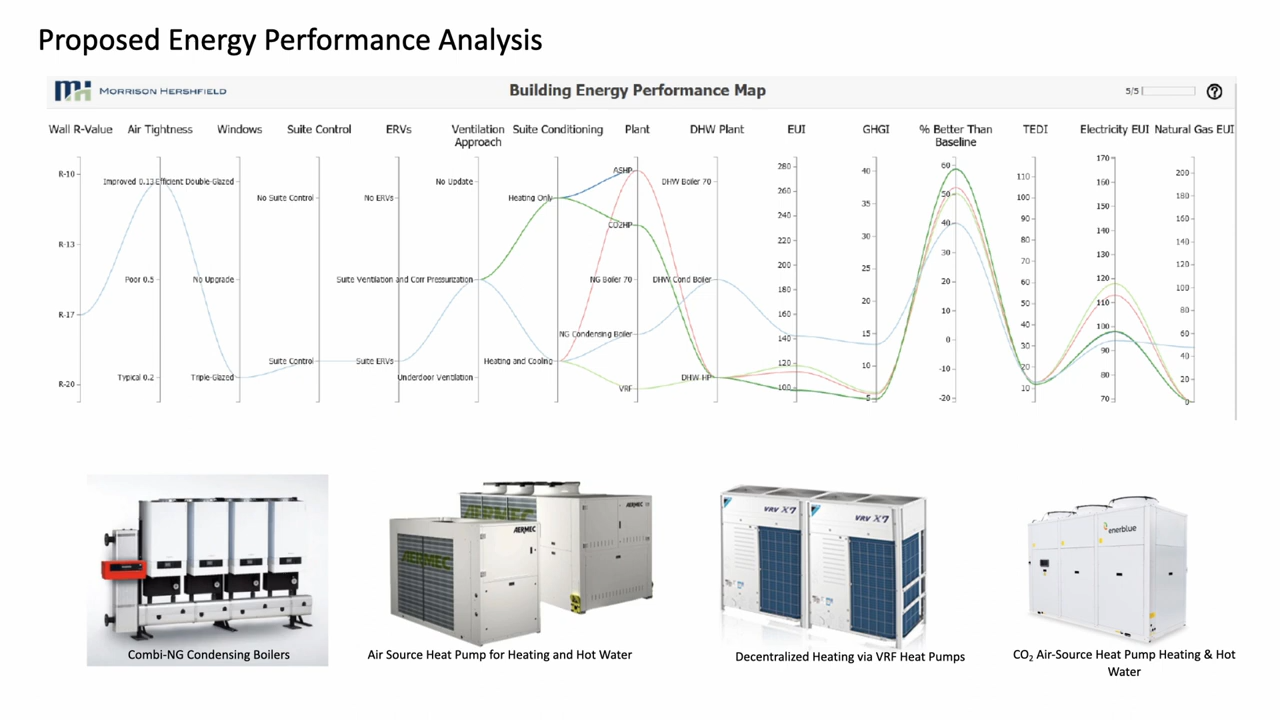 Proposed Energy Performance Analysis
MORRISON HERSHFIELD
Building Energy Performance Map
5/5
?
Wall R-Value Air Tightness Windows Suite Control ERVs Ventilation Approach Suite Conditioning Plant DHW Plant EUI GHGI % Better Than Baseline TEDI Electricity EUI Natural Gas EUI
R-10
R-13
R-17
R-20
Improved 0.13
Poor 0.5
Typical 0.2
Efficient Double-Glazed
No Upgrade
Triple-Glazed
No Suite Control
Suite Control
No ERVs
Suite ERVs
No Update
Suite Ventilation and Corr Pressurization
Underdoor Ventilation
Heating Only
Heating and Cooling
ASHP
CO2HP
NG Boiler 70
NG Condensing Boiler
VRF
DHW Boler 70
DHW Cond Boiler
DHW HP
280
260
240
220
200
180
160
140
120
100
40
35
30
25
20
15
10
5
60
50
40
30
20
10
0
-10
-20
110
100
90
80
70
60
50
40
30
20
10
170
160
150
140
130
120
110
100
90
80
70
200
180
160
140
120
100
80
60
40
20
0
AERMEC
AERMEC
AERMEC
AERMEC
VRV X7
VRV X7
enerblue
Combi-NG Condensing Boilers
Air Source Heat Pump for Heating and Hot Water
Decentralized Heating via VRF Heat Pumps
CO₂ Air-Source Heat Pump Heating & Hot
Water